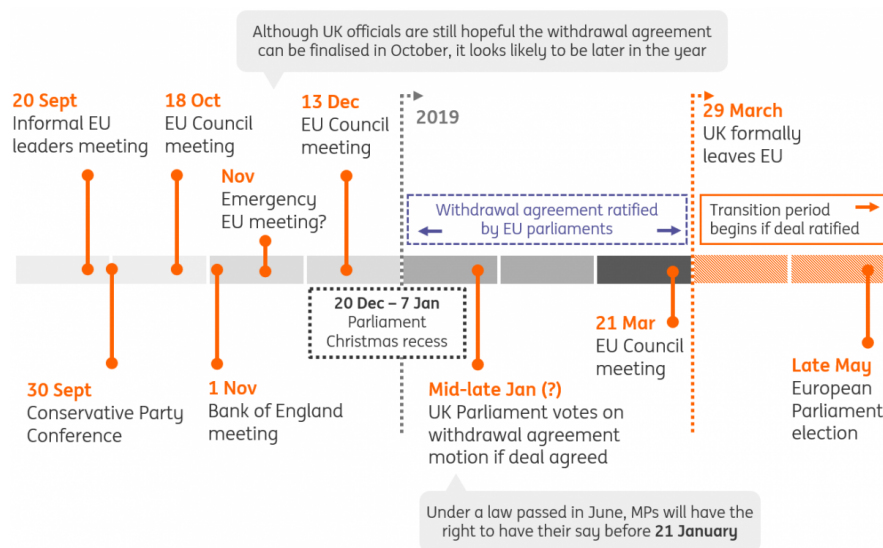 Although UK officials are still hopeful the withdrawal agreement
can be finalised in October, it looks likely to be later in the year
20 Sept
Informal EU
leaders meeting
18 Oct
EU Council
meeting
Nov
Emergency
EU meeting?
13 Dec
EU Council
meeting
2019
29 March
UK formally
leaves EU
Withdrawal agreement ratified
by EU parliaments
Transition period
begins if deal ratified
20 Dec – 7 Jan
Parliament
Christmas recess
30 Sept
Conservative Party
Conference
1 Nov
Bank of England
meeting
Mid-late Jan (?)
UK Parliament votes on
withdrawal agreement
motion if deal agreed
21 Mar
EU Council
meeting
Late May
European
Parliament
election
Under a law passed in June, MPs will have the
right to have their say before 21 January